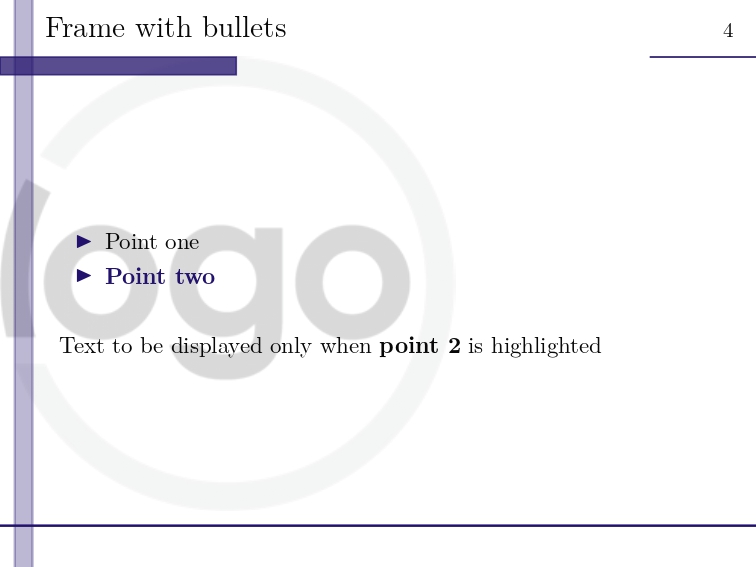 Frame with bullets
4
Point one
Point two
Text to be displayed only when point 2 is highlighted
logo